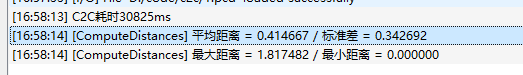 [16:58:13] C2C耗时30825ms
[16:58:14] [ComputeDistances] 平均距离 = 0.414667 / 标准差 = 0.342692
[16:58:14] [ComputeDistances] 最大距离 = 1.817482 / 最小距离 = 0.000000